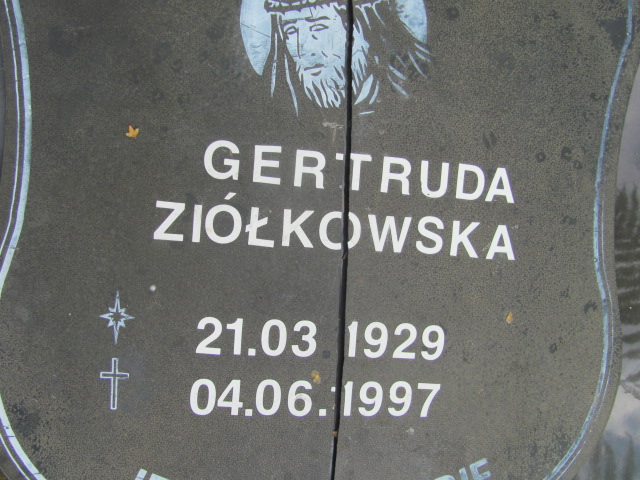 GERTRUDA
ZIÓŁKOWSKA
21.03 1929
04.06.1997